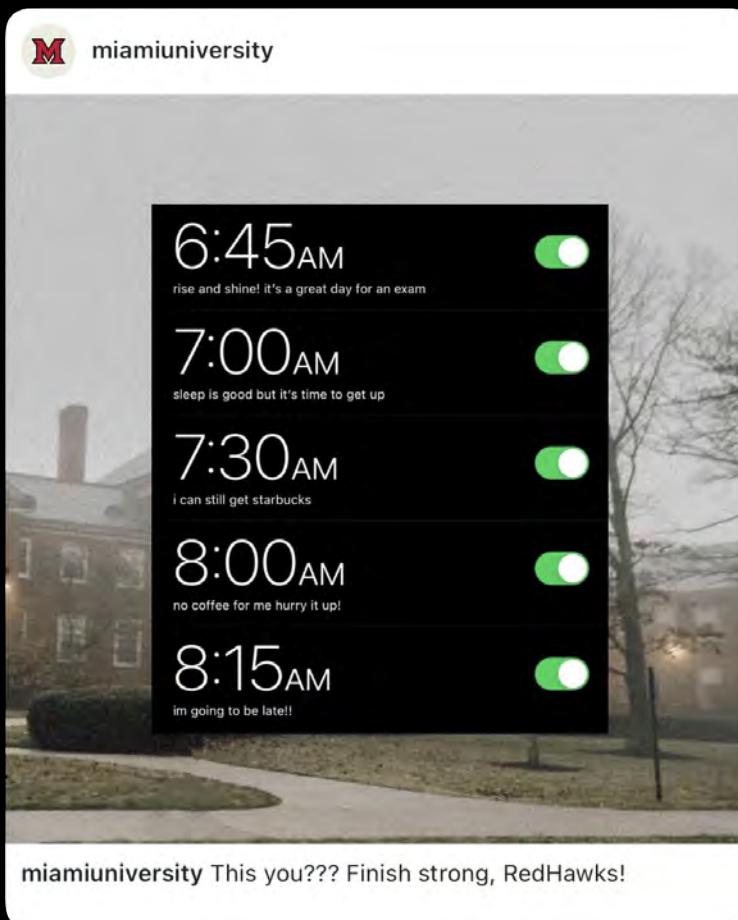 M miamiuniversity
6:45AM
rise and shine! it's a great day for an exam
7:00AM
sleep is good but it's time to get up
7:30AM
i can still get starbucks
8:00AM
no coffee for me hurry it up!
8:15AM
im going to be late!!
miamiuniversity This you??? Finish strong, RedHawks!